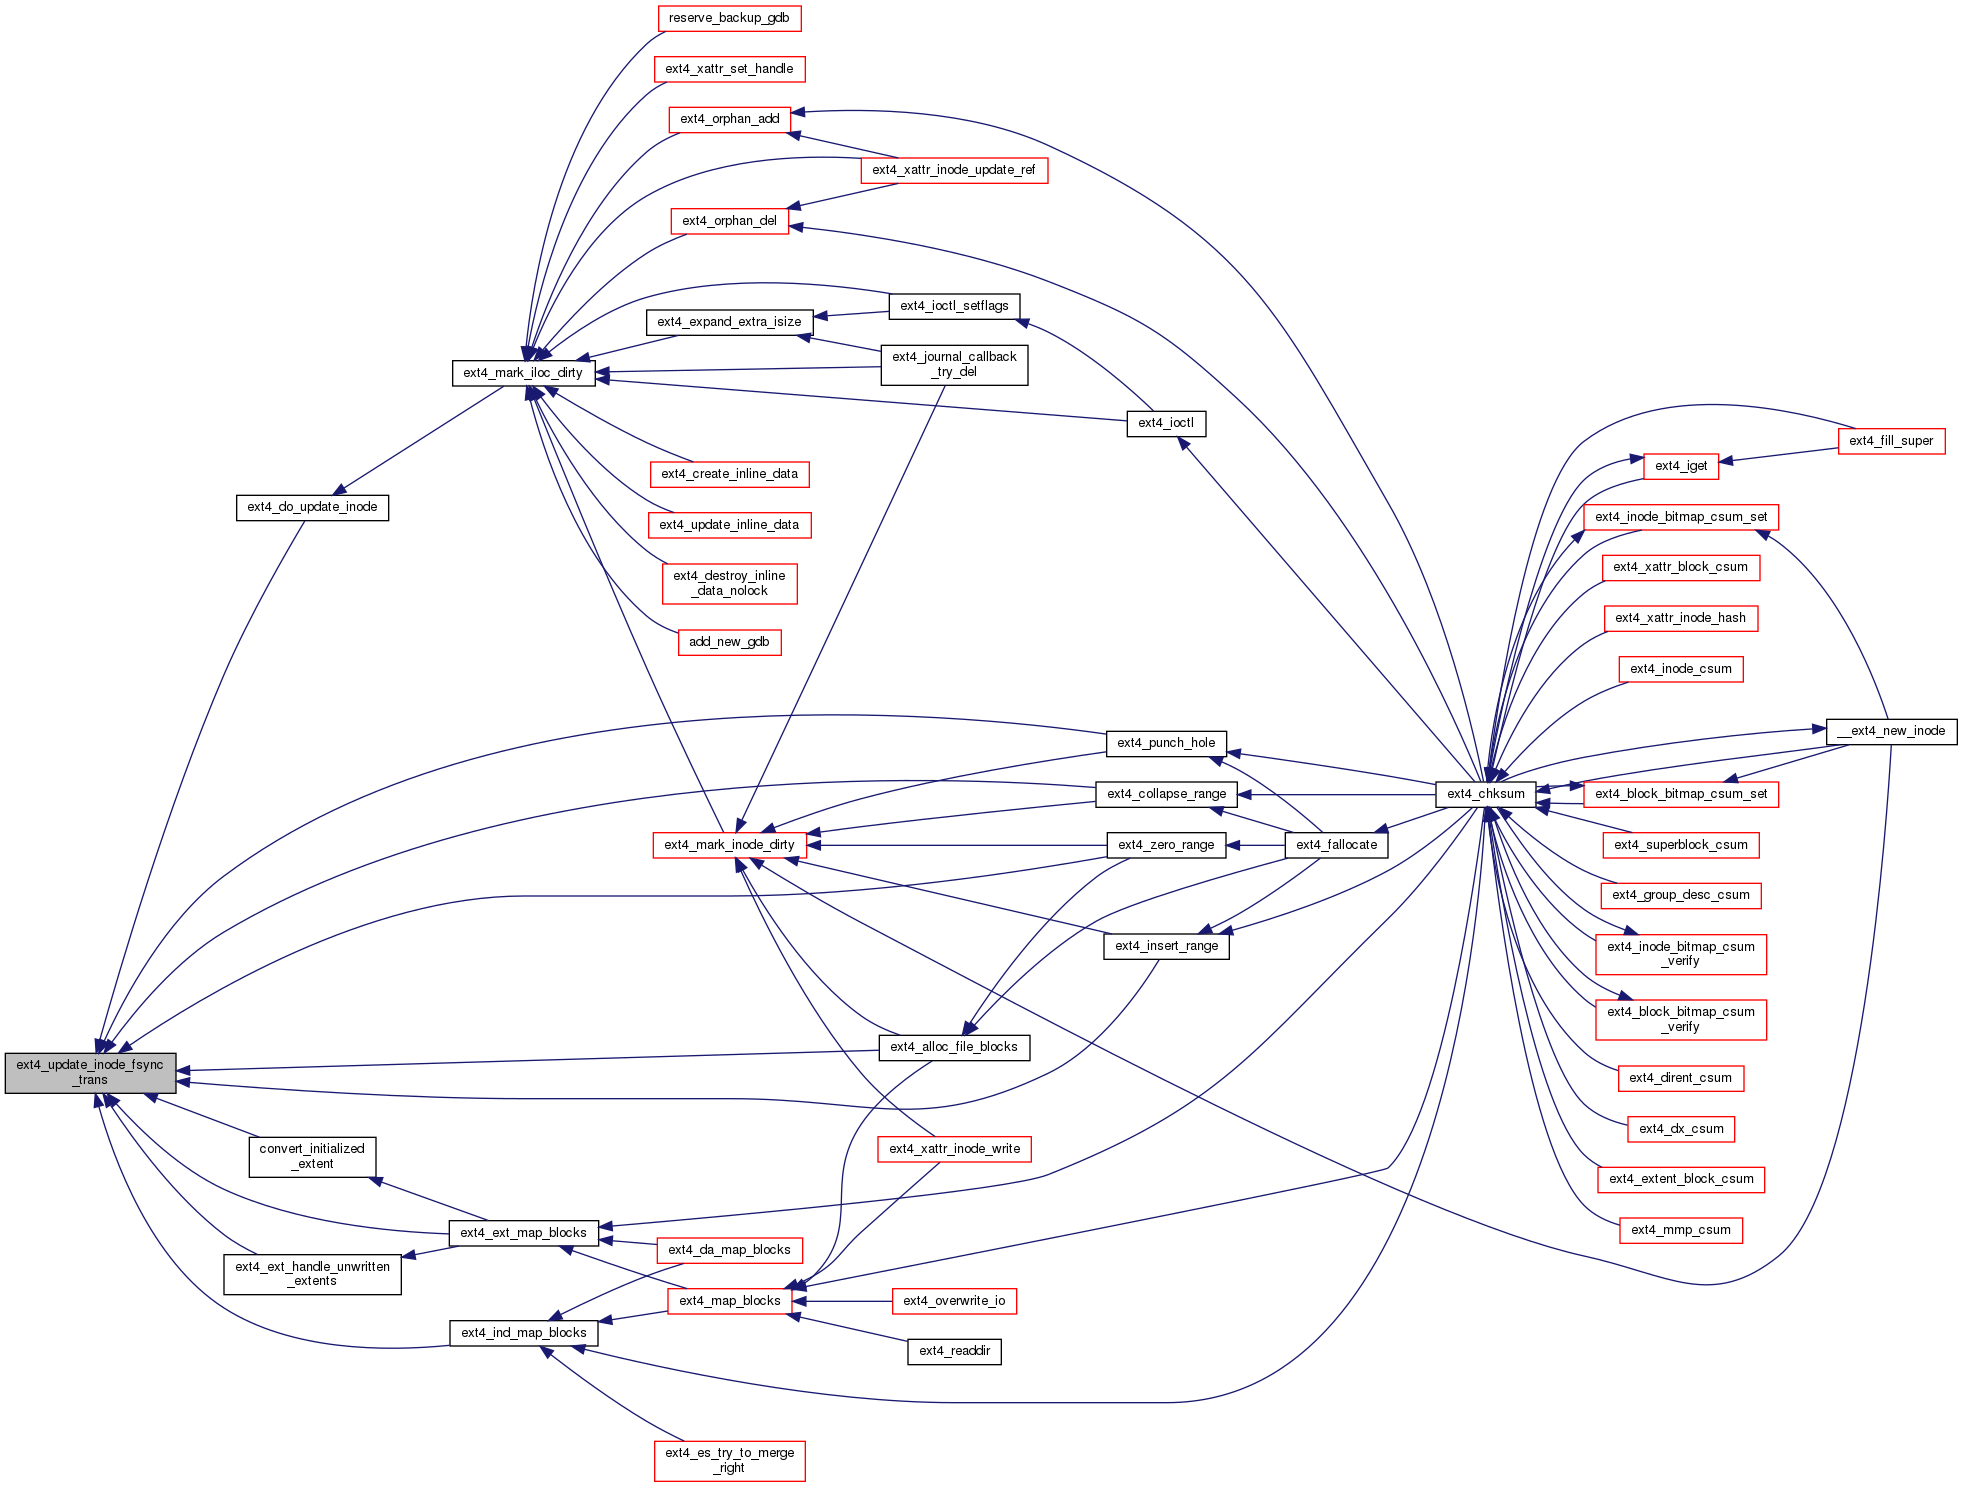 reserve_backup_gdb
ext4_xattr_set_handle
ext4_orphan_add
ext4_xattr_inode_update_ref
ext4_orphan_del
ext4_ioctl_setflags
ext4_expand_extra_isize
ext4_journal_callback
_try_del
ext4_mark_iloc_dirty
ext4_ioctl
ext4_fill_super
ext4_iget
ext4_create_inline_data
ext4_do_update_inode
ext4_inode_bitmap_csum_set
ext4_update_inline_data
ext4_xattr_block_csum
ext4_destroy_inline
_data_nolock
ext4_xattr_inode_hash
add_new_gdb
ext4_inode_csum
__ext4_new_inode
ext4_punch_hole
ext4_collapse_range
ext4_chksum
ext4_block_bitmap_csum_set
ext4_mark_inode_dirty
ext4_zero_range
ext4_fallocate
ext4_superblock_csum
ext4_group_desc_csum
ext4_insert_range
ext4_inode_bitmap_csum
_verify
ext4_block_bitmap_csum
_verify
ext4_alloc_file_blocks
ext4_update_inode_fsync
_trans
ext4_dirent_csum
ext4_dx_csum
convert_initialized
_extent
ext4_xattr_inode_write
ext4_extent_block_csum
ext4_ext_map_blocks
ext4_mmp_csum
ext4_da_map_blocks
ext4_ext_handle_unwritten
_extents
ext4_map_blocks
ext4_overwrite_io
ext4_ind_map_blocks
ext4_readdir
ext4_es_try_to_merge
_right